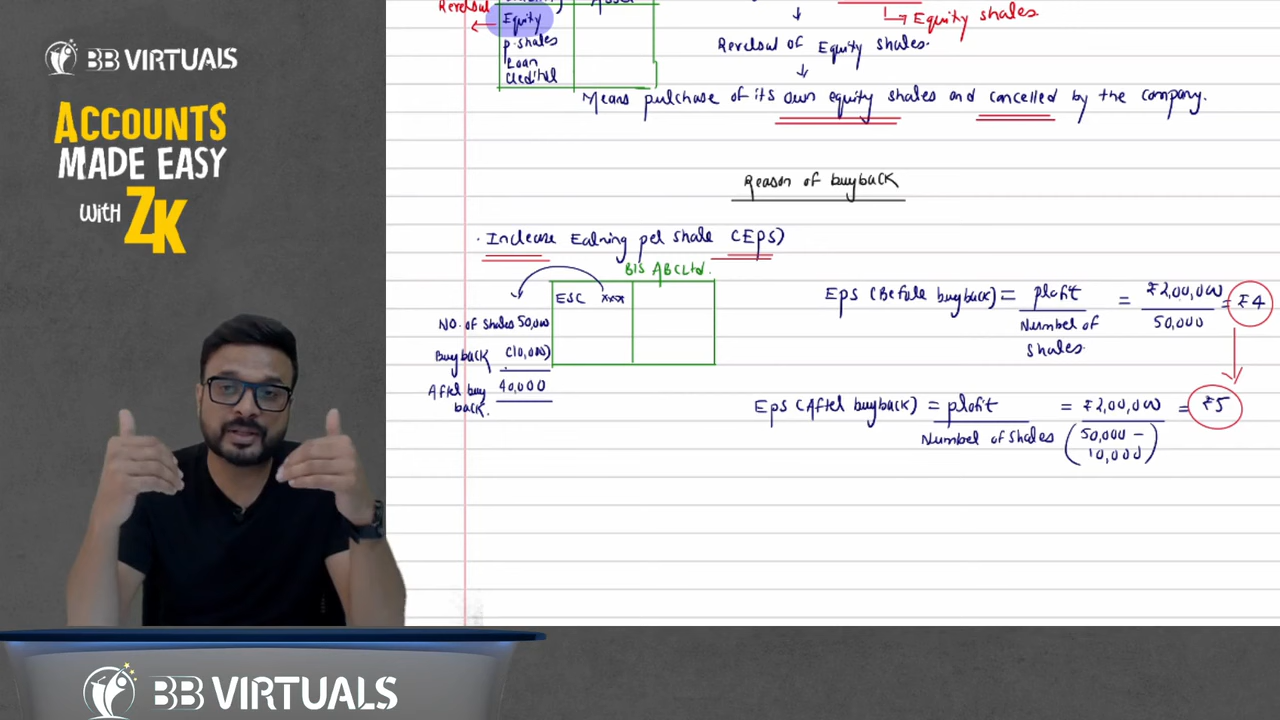 BB VIRTUALS
ACCOUNTS
MADE EASY
with ZK
Reversal
Equity
p.shares
Loan
Creditor
Asset
Equity shares.
Reversal of Equity shares.
Means purchase of its own equity shares and cancelled by the company.
Reason of buyback
· Increase Earning per share (EPS)
B/S ABC Ltd.
ESC xxx
No. of shares 50,000
Buyback (10,000)
After buy back. 40,000
Eps (Before buyback) = profit / Number of shares = ₹2,00,000 / 50,000 = ₹4
Eps (After buyback) = profit / Number of shares = ₹2,00,000 / (50,000 - 10,000) = ₹5
BB VIRTUALS